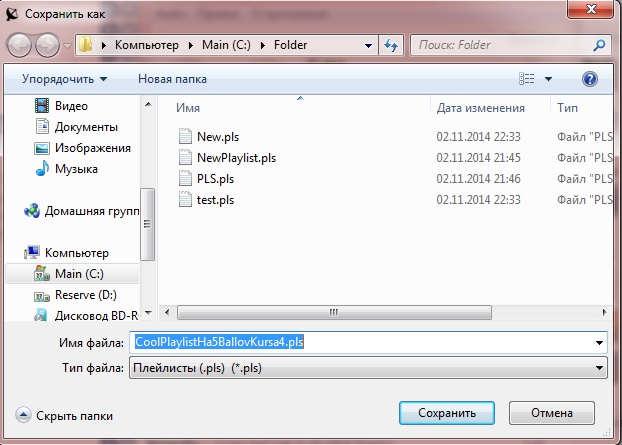 Сохранить как
Компьютер Main (C:) Folder
Поиск: Folder
Упорядочить Новая папка
Видео
Документы
Изображения
Музыка
Домашняя групп
Компьютер
Main (C:)
Reserve (D:)
Дисковод BD-R
Имя Дата изменения Тип
New.pls 02.11.2014 22:33 Файл "PLS
NewPlaylist.pls 02.11.2014 21:45 Файл "PLS
PLS.pls 02.11.2014 21:46 Файл "PLS
test.pls 02.11.2014 22:33 Файл "PLS
Имя файла: CoolPlaylistHa5BallovKursa4.pls
Тип файла: Плейлисты (.pls) (*.pls)
Скрыть папки Сохранить Отмена